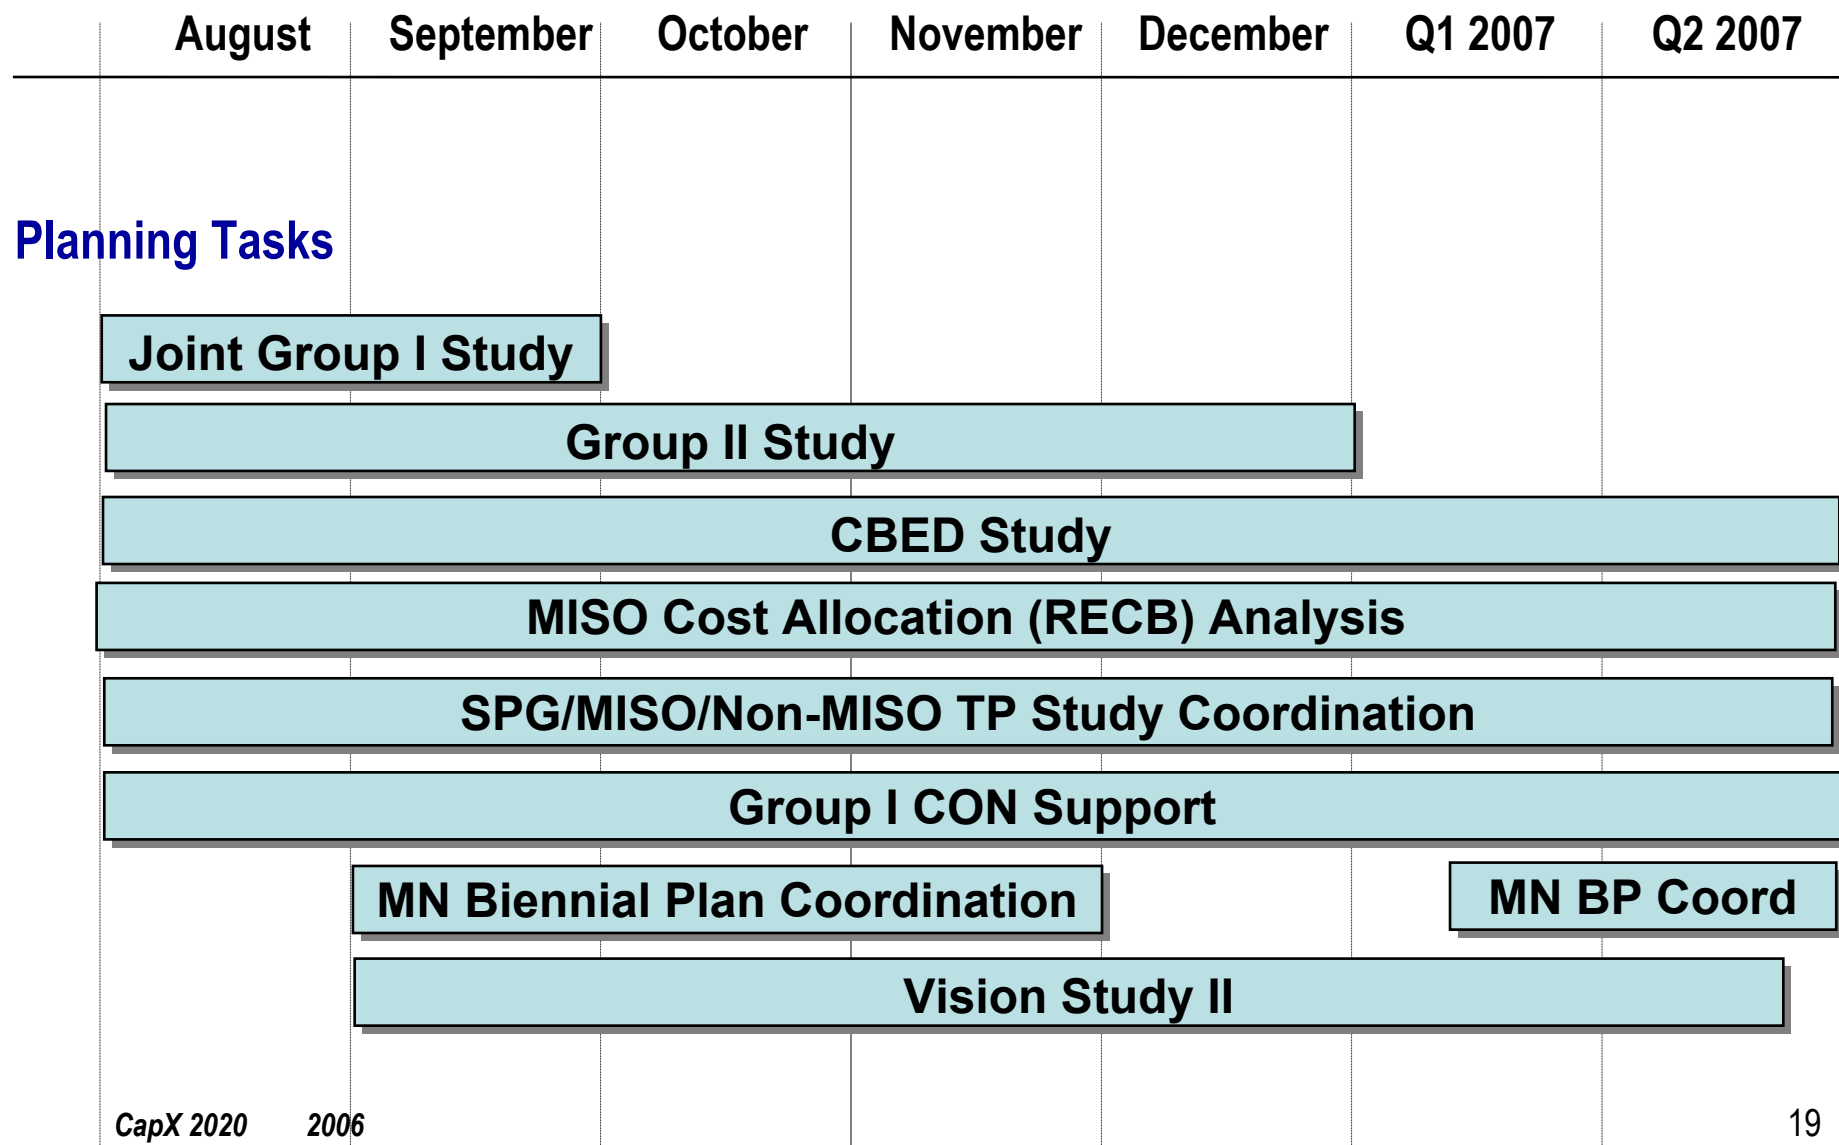 August September October November December Q1 2007 Q2 2007
Planning Tasks
Joint Group I Study
Group II Study
CBED Study
MISO Cost Allocation (RECB) Analysis
SPG/MISO/Non-MISO TP Study Coordination
Group I CON Support
MN Biennial Plan Coordination MN BP Coord
Vision Study II
CapX 2020 2006 19